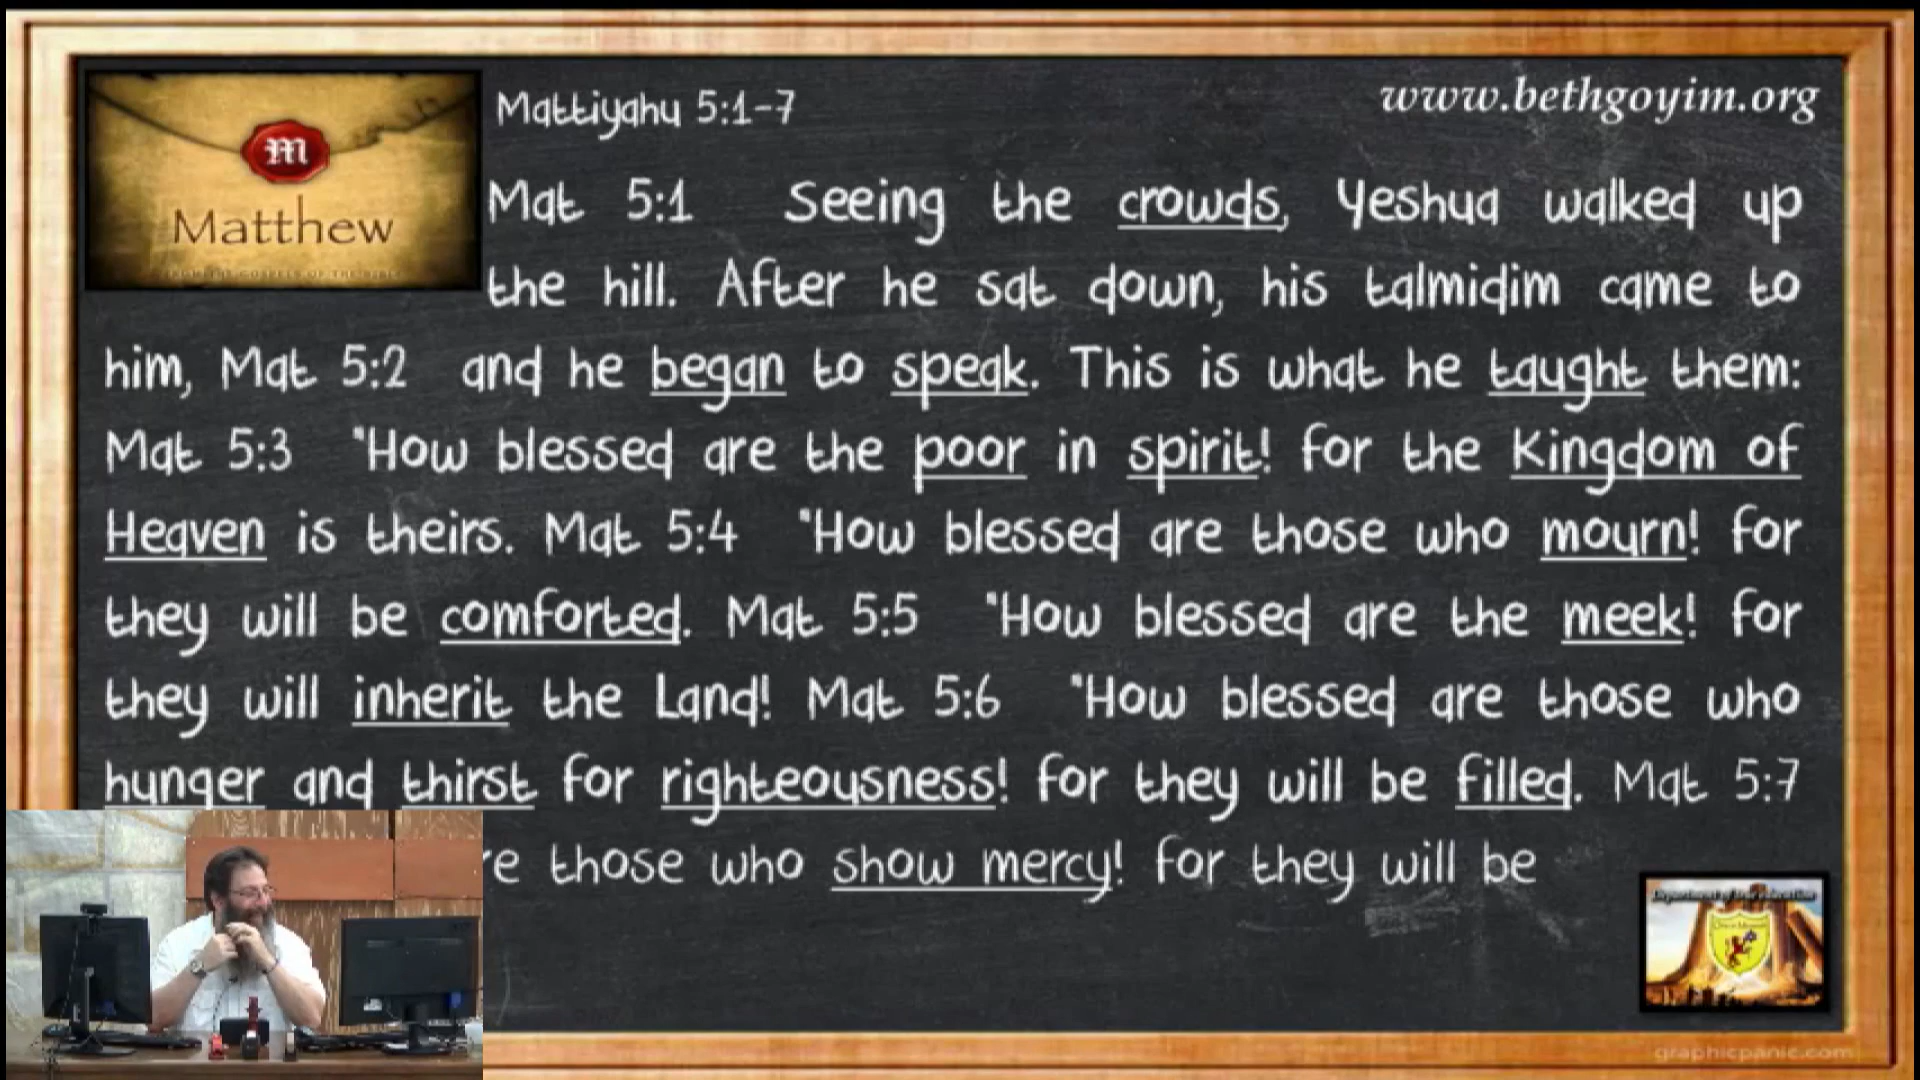 Mattiyahu 5:1-7
www.bethgoyim.org
M
Matthew
Mat 5:1 Seeing the crowds, Yeshua walked up
the hill. After he sat down, his talmidim came to
him, Mat 5:2 and he began to speak. This is what he taught them:
Mat 5:3 "How blessed are the poor in spirit! for the Kingdom of
Heaven is theirs. Mat 5:4 "How blessed are those who mourn! for
they will be comforted. Mat 5:5 "How blessed are the meek! for
they will inherit the Land! Mat 5:6 "How blessed are those who
hunger and thirst for righteousness! for they will be filled. Mat 5:7
re those who show mercy! for they will be
graphicpanic.com